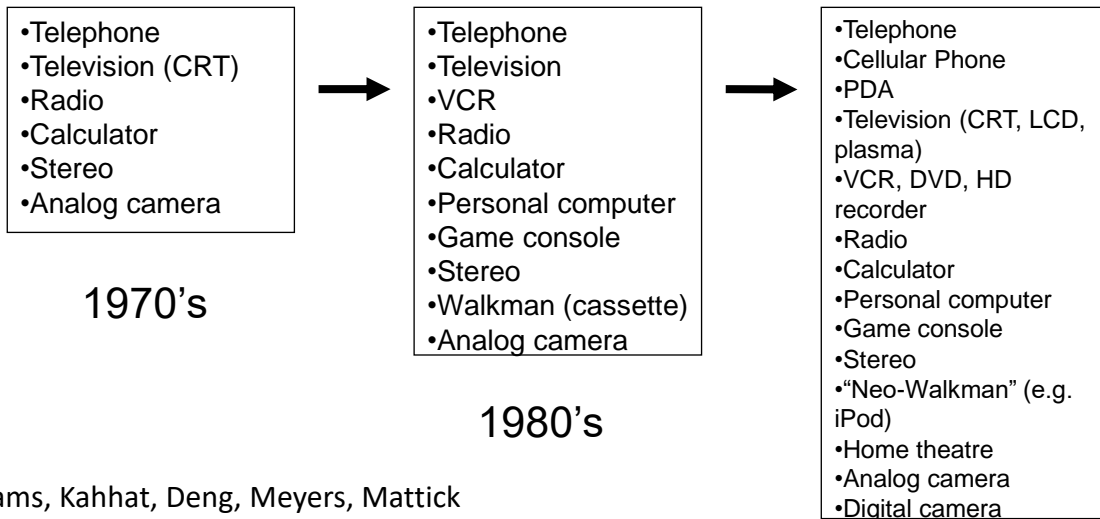 •Telephone
•Television (CRT)
•Radio
•Calculator
•Stereo
•Analog camera
1970’s
•Telephone
•Television
•VCR
•Radio
•Calculator
•Personal computer
•Game console
•Stereo
•Walkman (cassette)
•Analog camera
1980’s
•Telephone
•Cellular Phone
•PDA
•Television (CRT, LCD,
plasma)
•VCR, DVD, HD
recorder
•Radio
•Calculator
•Personal computer
•Game console
•Stereo
•“Neo-Walkman” (e.g.
iPod)
•Home theatre
•Analog camera
•Digital camera
Kahhat, Deng, Meyers, Mattick